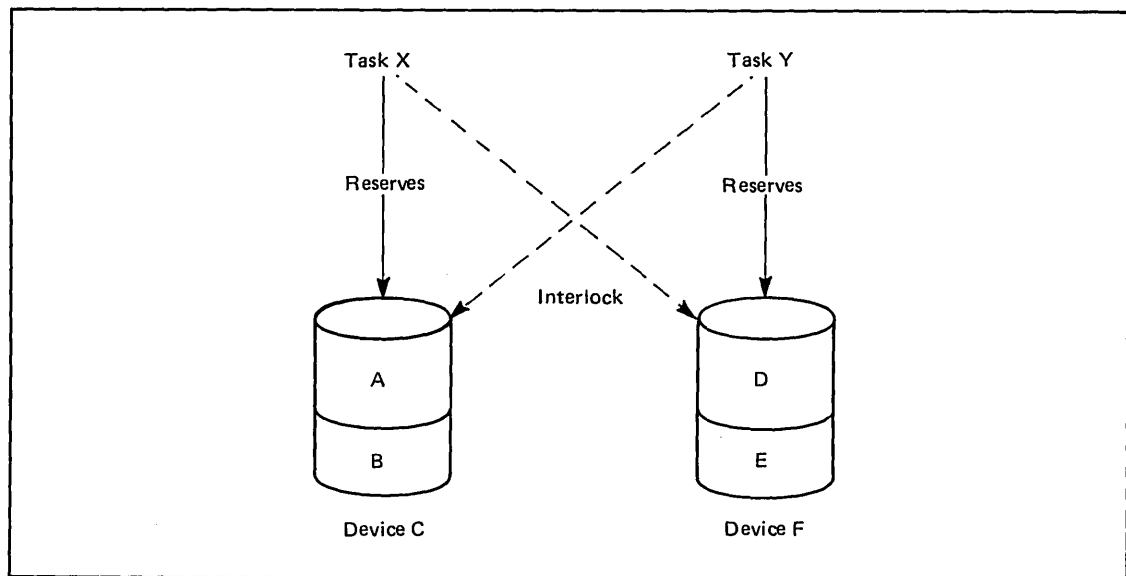 Task X Task Y
Reserves Reserves
Interlock
A D
B E
Device C Device F